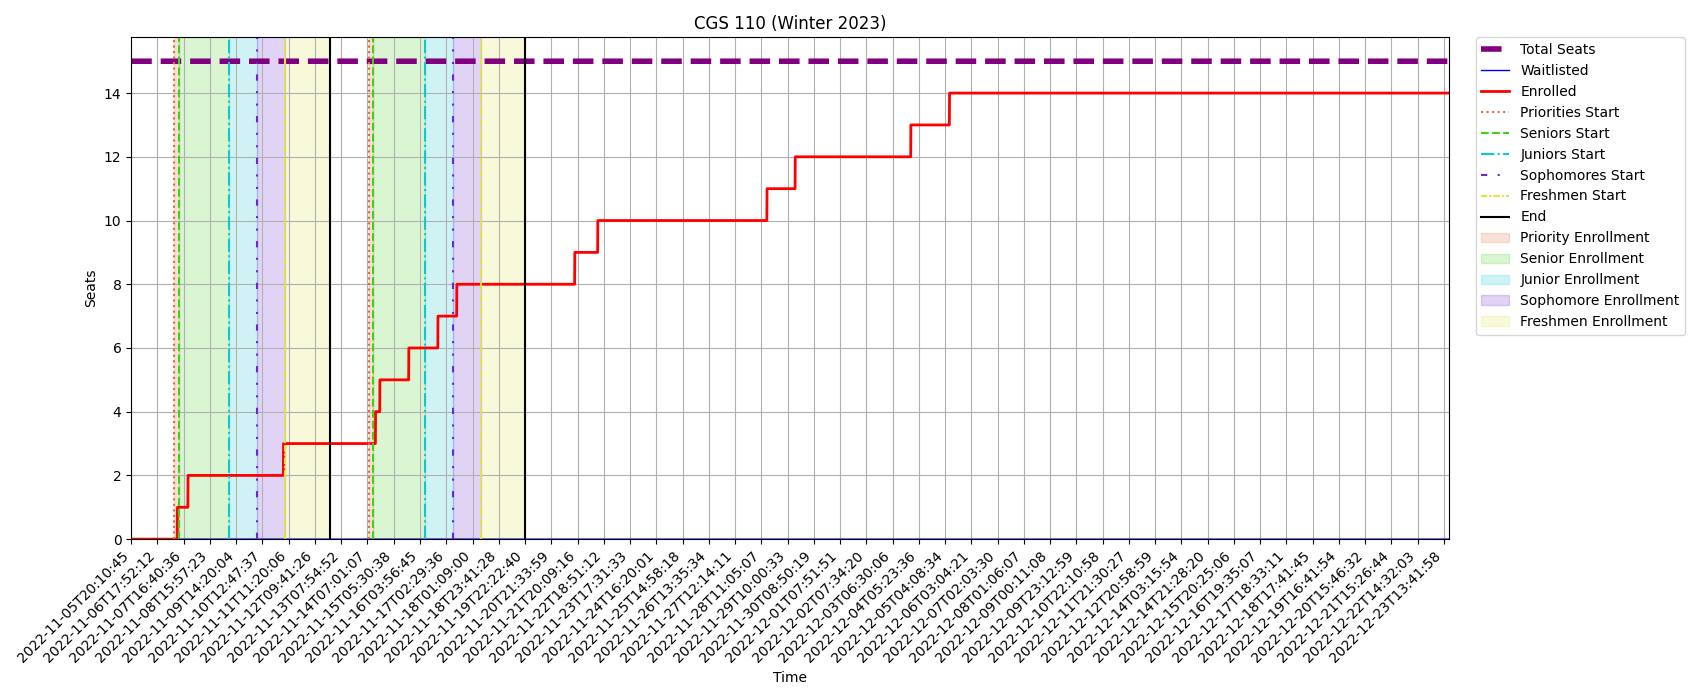 CGS 110 (Winter 2023)
Seats
14
12
10
8
6
4
2
0
2022-11-05T20:10:45
2022-11-06T17:52:12
2022-11-07T16:40:36
2022-11-08T15:57:23
2022-11-09T14:20:04
2022-11-10T12:47:37
2022-11-11T11:20:06
2022-11-12T09:41:26
2022-11-13T07:54:52
2022-11-14T07:01:07
2022-11-15T05:30:38
2022-11-16T03:56:45
2022-11-17T02:29:36
2022-11-18T01:09:00
2022-11-18T23:41:28
2022-11-19T22:22:40
2022-11-20T21:33:59
2022-11-21T20:09:16
2022-11-22T18:51:12
2022-11-23T17:31:33
2022-11-24T16:20:01
2022-11-25T14:58:18
2022-11-26T13:35:34
2022-11-27T12:14:11
2022-11-28T11:05:07
2022-11-29T10:00:33
2022-11-30T08:50:19
2022-12-01T07:51:51
2022-12-02T07:34:20
2022-12-03T06:30:06
2022-12-04T05:23:36
2022-12-05T04:08:34
2022-12-06T03:04:21
2022-12-07T02:03:30
2022-12-08T01:06:07
2022-12-09T00:11:08
2022-12-09T23:12:59
2022-12-10T22:10:58
2022-12-11T21:30:27
2022-12-12T20:58:59
2022-12-14T03:15:54
2022-12-14T21:28:20
2022-12-15T20:25:06
2022-12-16T19:35:07
2022-12-17T18:33:11
2022-12-18T17:41:45
2022-12-19T16:41:54
2022-12-20T15:46:32
2022-12-21T15:26:44
2022-12-22T14:32:03
2022-12-23T13:41:58
Time
Total Seats
Waitlisted
Enrolled
Priorities Start
Seniors Start
Juniors Start
Sophomores Start
Freshmen Start
End
Priority Enrollment
Senior Enrollment
Junior Enrollment
Sophomore Enrollment
Freshmen Enrollment